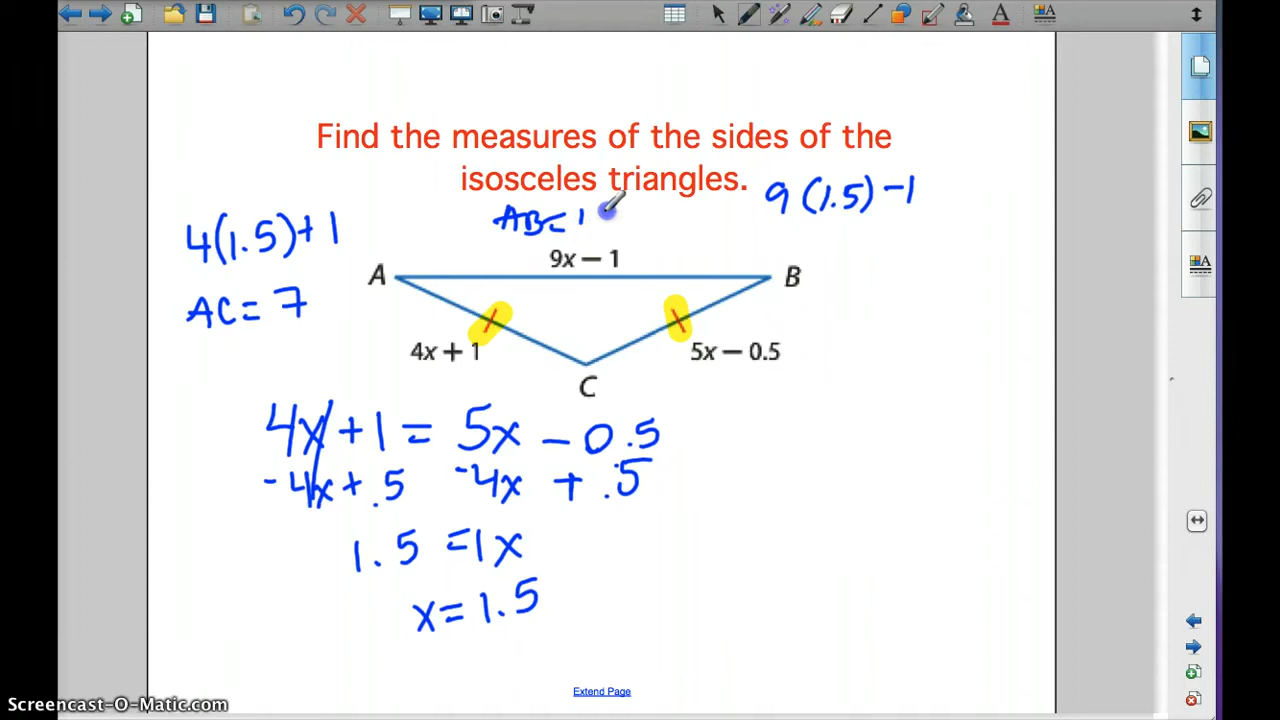 Find the measures of the sides of the
isosceles triangles.
9(1.5)-1
4(1.5)+1
AB= 1
9x – 1
A
B
AC= 7
4x + 1
5x – 0.5
C
4x +1 = 5x - 0.5
-4x + .5 -4x + .5
1.5 =1x
x= 1.5
Extend Page
Screencast-O-Matic.com